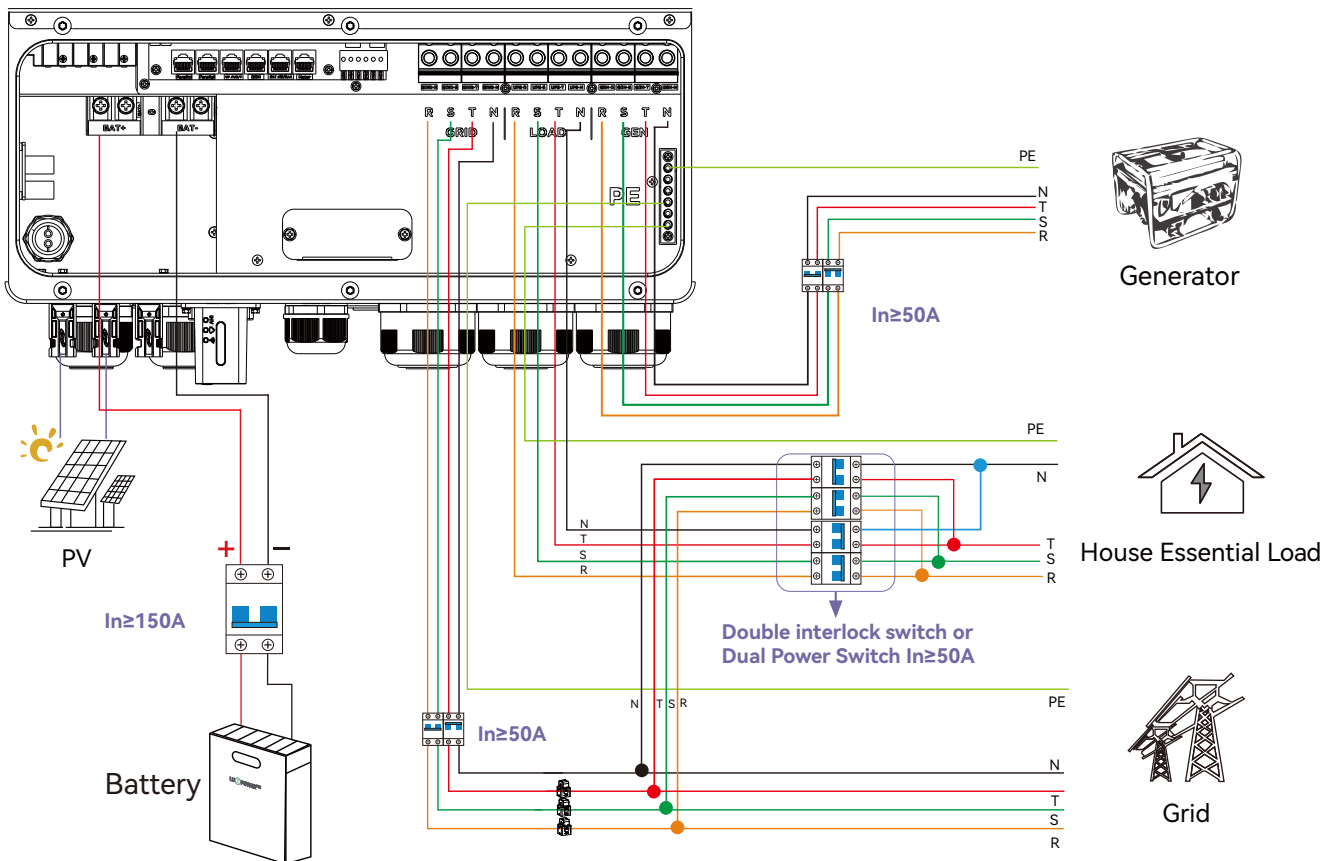 R S T N R S T N R S T N
GRID LOAD GEN
BAT+ BAT-
PE
PE
N
T
S
R
Generator
In≥50A
PE
N
N
T
S
R
T
S
R
House Essential Load
PV
+ −
In≥150A
Double interlock switch or
Dual Power Switch In≥50A
N T S R
PE
In≥50A
N
T
S
R
Battery
Grid